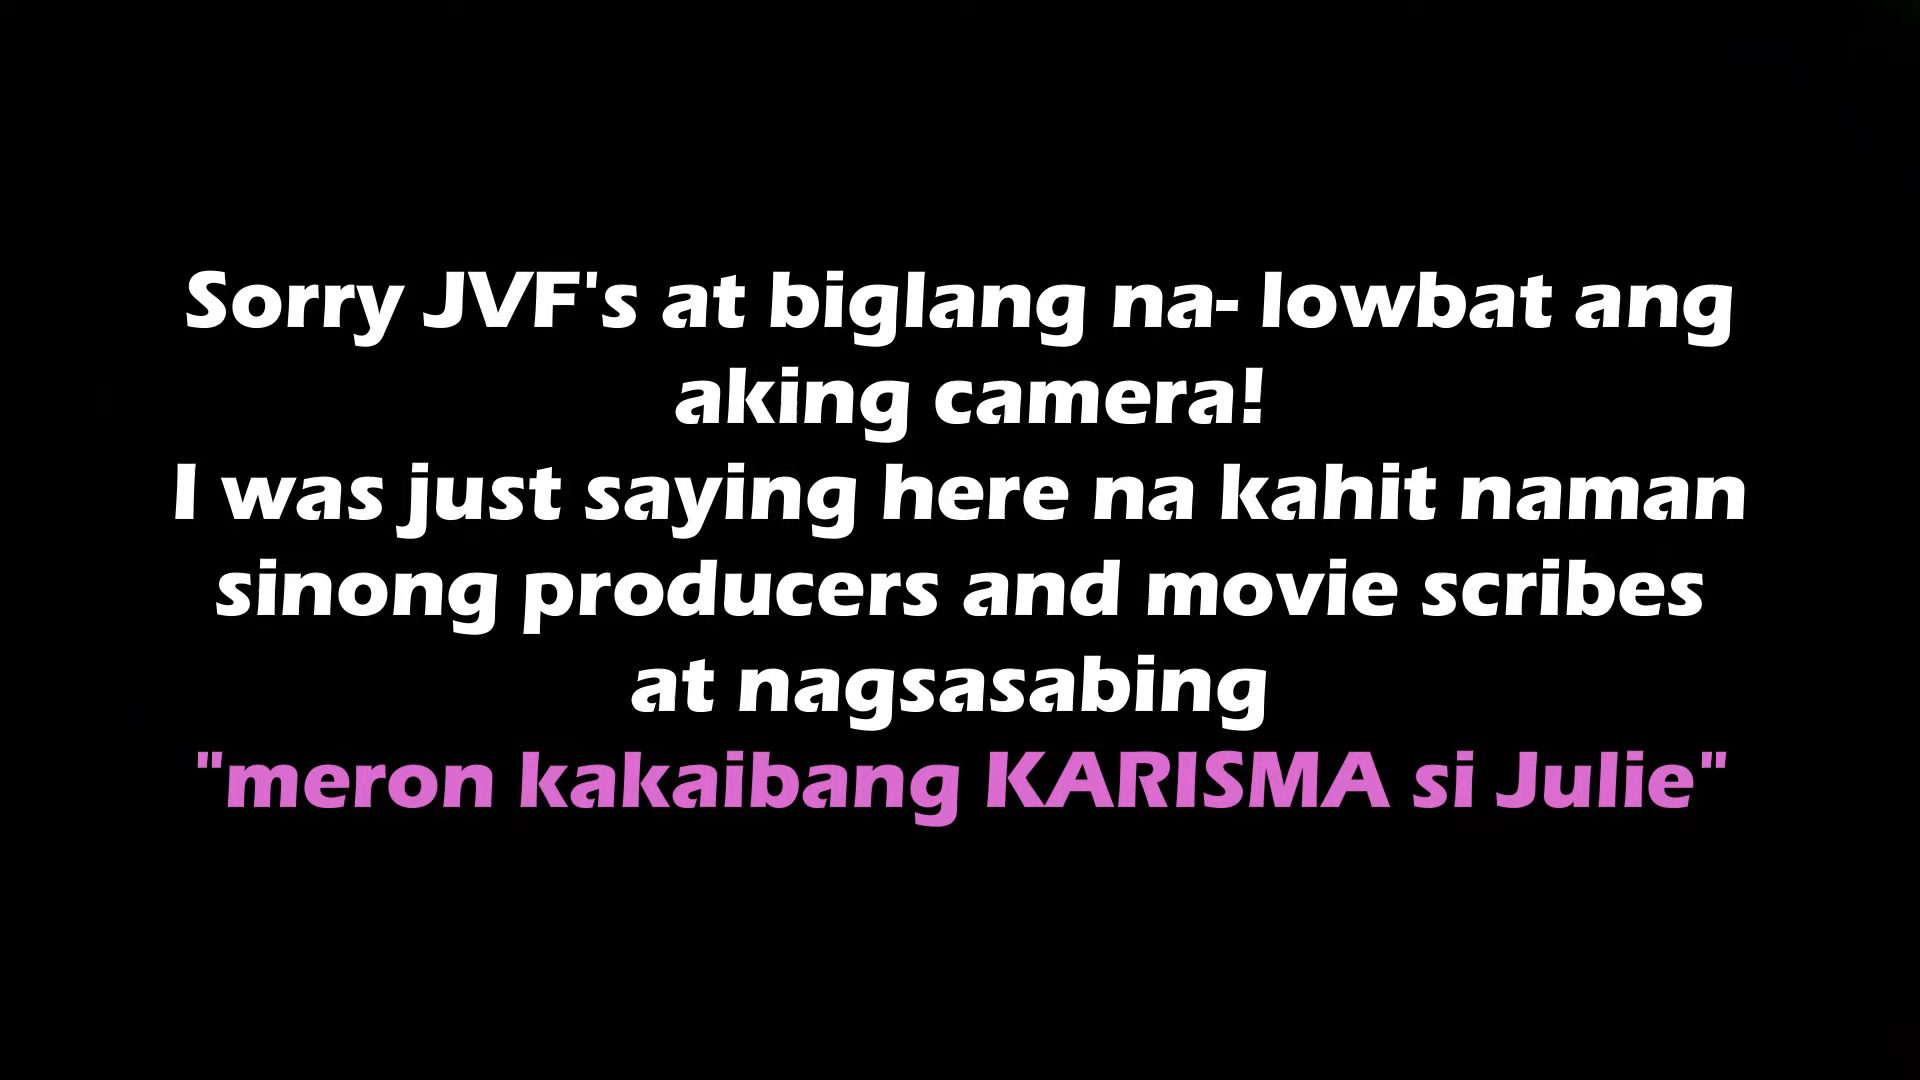 Sorry JVF's at biglang na- lowbat ang
aking camera!
I was just saying here na kahit naman
sinong producers and movie scribes
at nagsasabing
"meron kakaibang KARISMA si Julie"